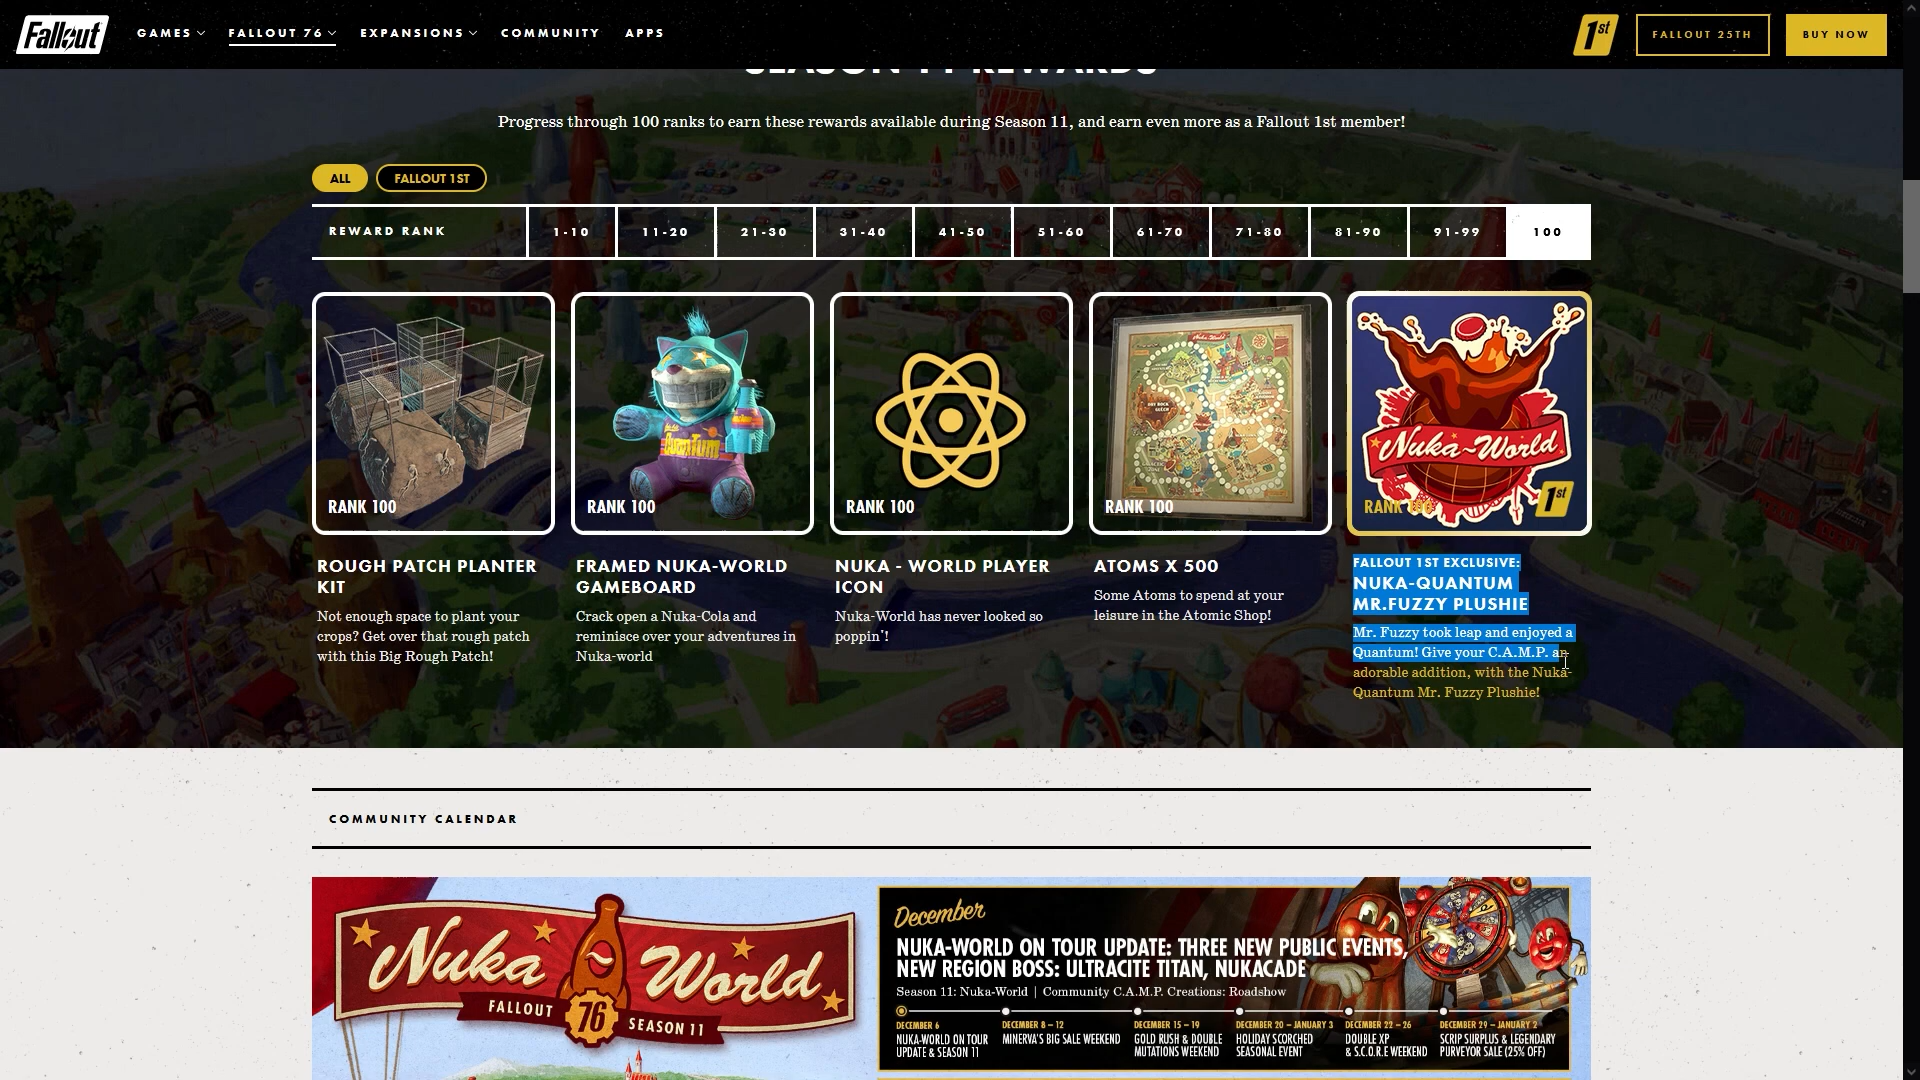 Fallout
GAMES
FALLOUT 76
EXPANSIONS
COMMUNITY
APPS
1st
FALLOUT 25TH
BUY NOW
SEASON 11 REWARDS
Progress through 100 ranks to earn these rewards available during Season 11, and earn even more as a Fallout 1st member!
ALL
FALLOUT 1ST
REWARD RANK
1-10
11-20
21-30
31-40
41-50
51-60
61-70
71-80
81-90
91-99
100
RANK 100
ROUGH PATCH PLANTER
KIT
Not enough space to plant your
crops? Get over that rough patch
with this Big Rough Patch!
Quantum
RANK 100
FRAMED NUKA-WORLD
GAMEBOARD
Crack open a Nuka-Cola and
reminisce over your adventures in
Nuka-world
RANK 100
NUKA - WORLD PLAYER
ICON
Nuka-World has never looked so
poppin'!
RANK 100
ATOMS X 500
Some Atoms to spend at your
leisure in the Atomic Shop!
Nuka~World
1st
RANK 100
FALLOUT 1ST EXCLUSIVE:
NUKA-QUANTUM
MR.FUZZY PLUSHIE
Mr. Fuzzy took leap and enjoyed a
Quantum! Give your C.A.M.P. an
adorable addition, with the Nuka-
Quantum Mr. Fuzzy Plushie!
COMMUNITY CALENDAR
Nuka ~ World
FALLOUT 76 SEASON 11
December
NUKA-WORLD ON TOUR UPDATE: THREE NEW PUBLIC EVENTS,
NEW REGION BOSS: ULTRACITE TITAN, NUKACADE
Season 11: Nuka-World | Community C.A.M.P. Creations: Roadshow
DECEMBER 6
NUKA-WORLD ON TOUR
UPDATE & SEASON 11
DECEMBER 8 – 12
MINERVA'S BIG SALE WEEKEND
DECEMBER 15 – 19
GOLD RUSH & DOUBLE
MUTATIONS WEEKEND
DECEMBER 20 – JANUARY 3
HOLIDAY SCORCHED
SEASONAL EVENT
DECEMBER 22 – 26
DOUBLE XP
& S.C.O.R.E WEEKEND
DECEMBER 29 – JANUARY 2
SCRIP SURPLUS & LEGENDARY
PURVEYOR SALE (25% OFF)